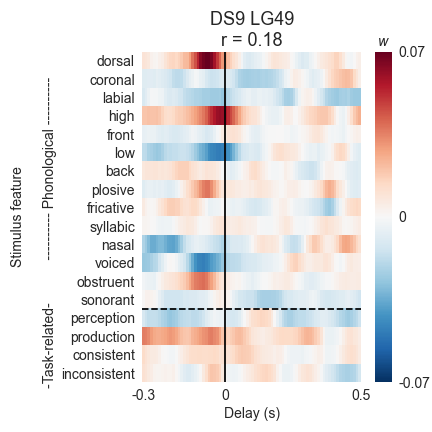 DS9 LG49
r = 0.18
w
dorsal
coronal
labial
high
front
low
back
plosive
fricative
syllabic
nasal
voiced
obstruent
sonorant
perception
production
consistent
inconsistent
Stimulus feature
-Task-related- ---------- Phonological ----------
0.07
0
-0.07
-0.3 0 0.5
Delay (s)